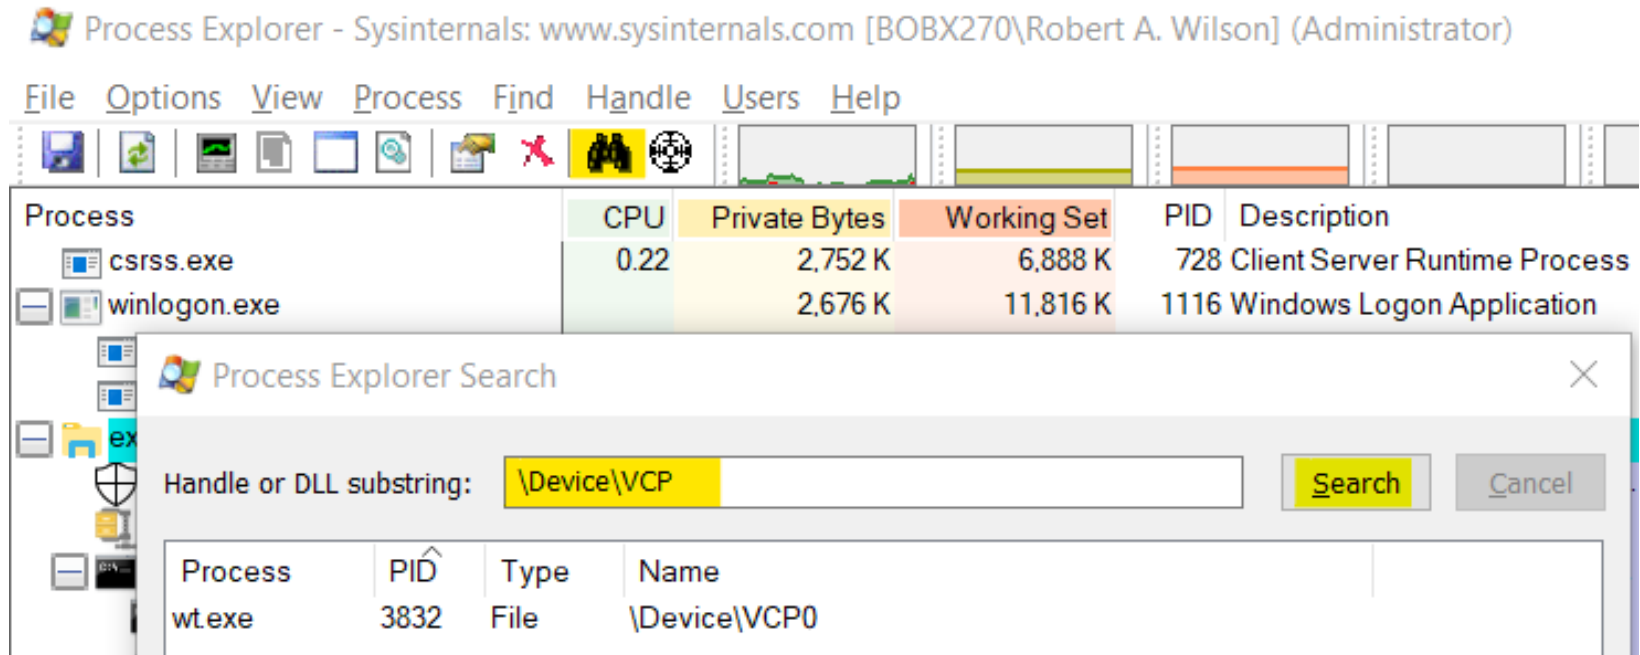 Process Explorer - Sysinternals: www.sysinternals.com [BOBX270\Robert A. Wilson] (Administrator)
File Options View Process Find Handle Users Help
Process CPU Private Bytes Working Set PID Description
csrss.exe 0.22 2,752 K 6,888 K 728 Client Server Runtime Process
winlogon.exe 2,676 K 11,816 K 1116 Windows Logon Application
Process Explorer Search
ex
Handle or DLL substring: \Device\VCP Search Cancel
Process PID Type Name
wt.exe 3832 File \Device\VCP0